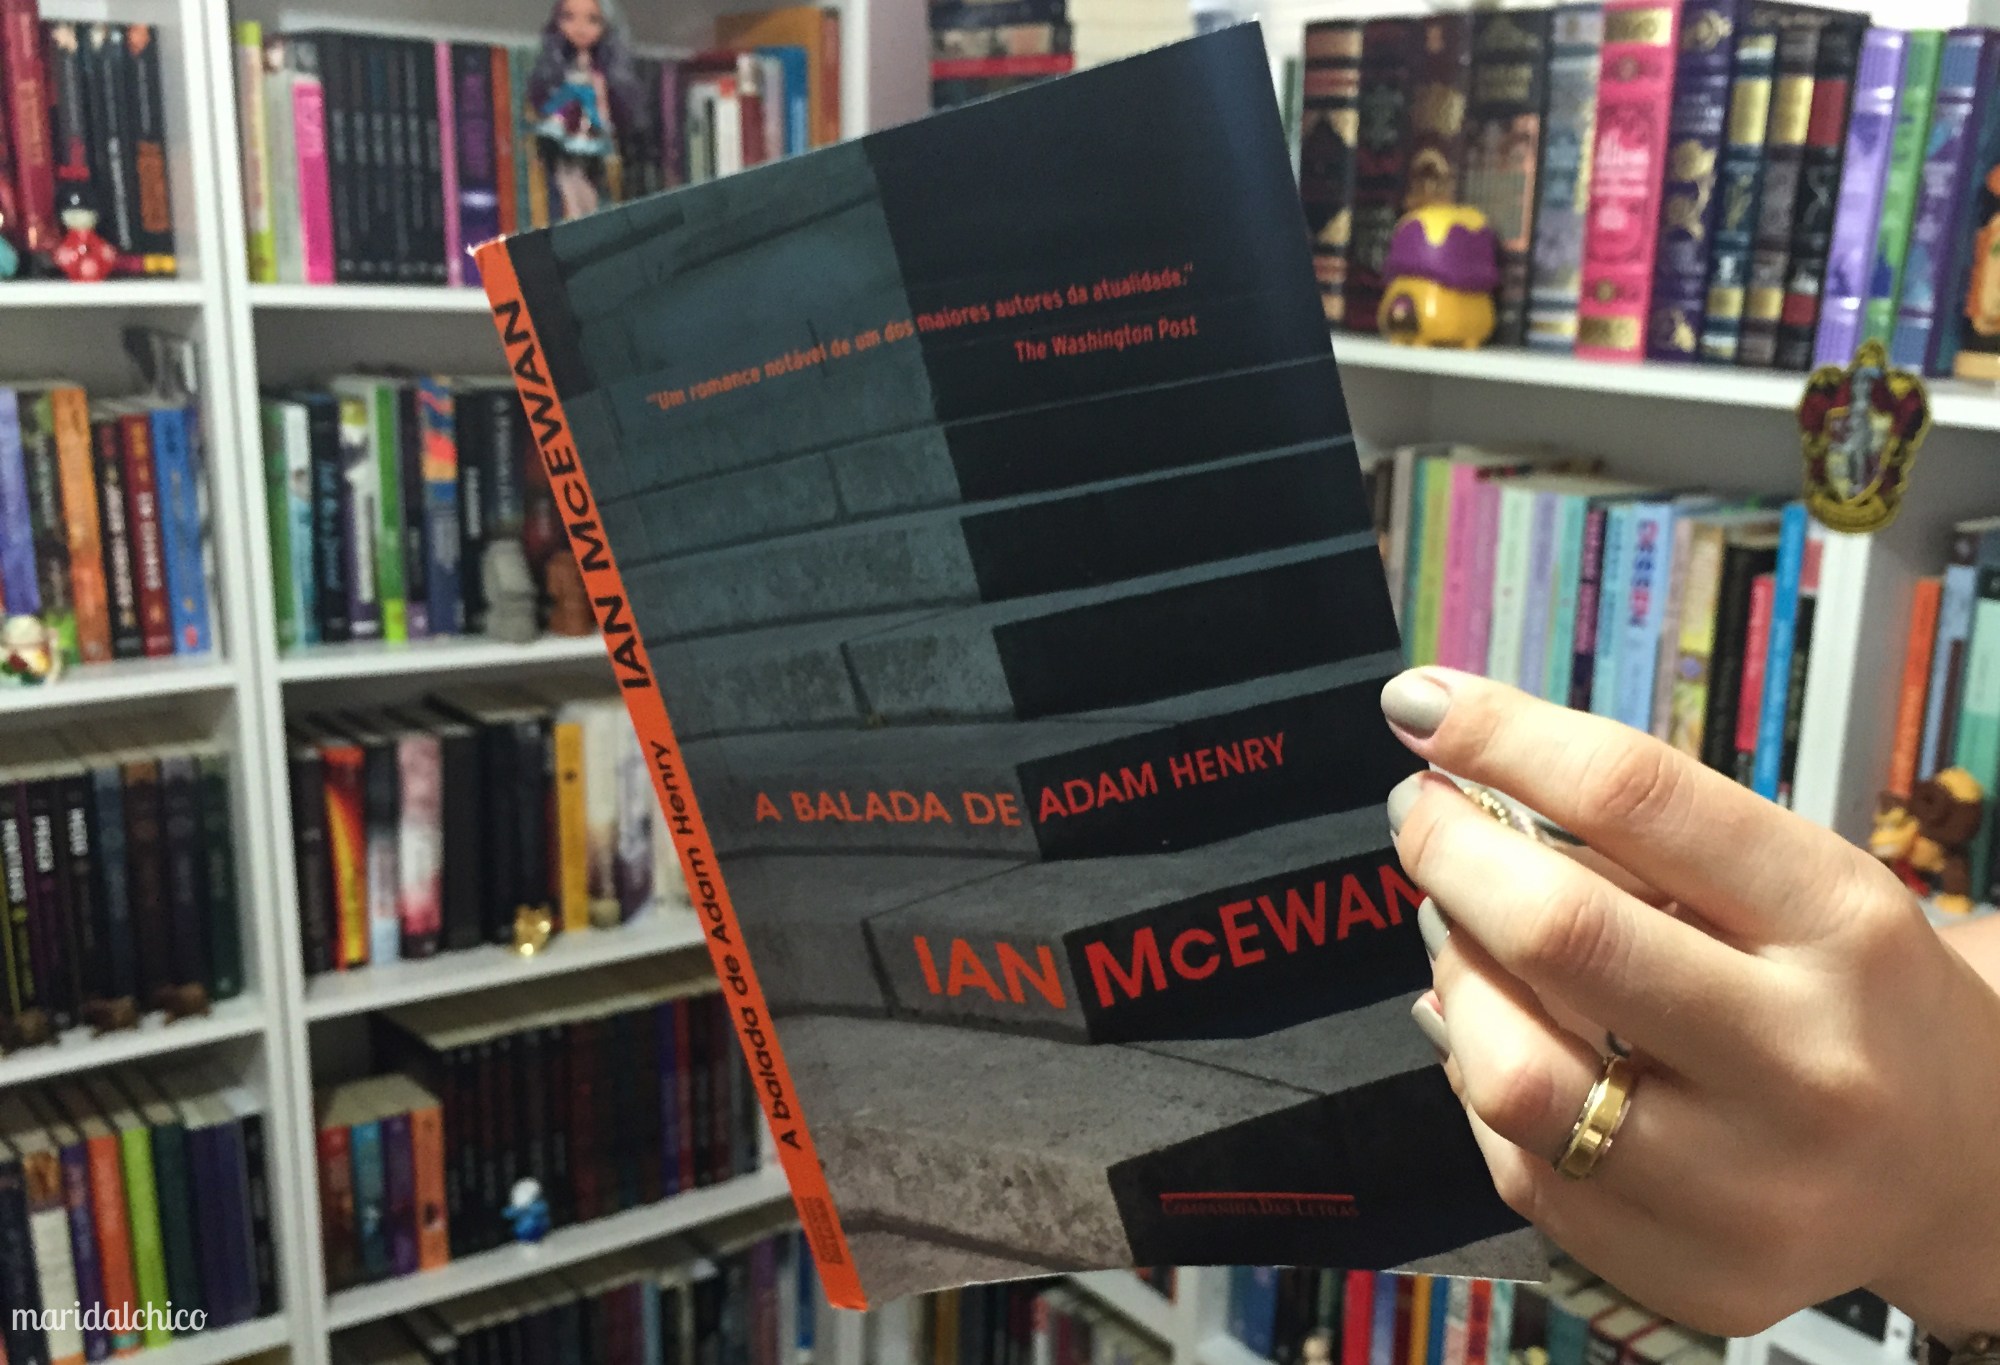 IAN MCEWAN
A balada de Adam Henry
"Um romance notável de um dos maiores autores da atualidade."
The Washington Post
A BALADA DE ADAM HENRY
IAN McEWAN
COMPANHIA DAS LETRAS
maridalchico